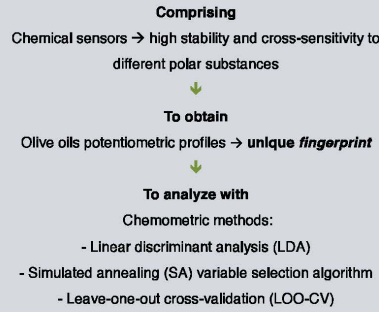 Comprising
Chemical sensors → high stability and cross-sensitivity to
different polar substances
To obtain
Olive oils potentiometric profiles → unique fingerprint
To analyze with
Chemometric methods:
- Linear discriminant analysis (LDA)
- Simulated annealing (SA) variable selection algorithm
- Leave-one-out cross-validation (LOO-CV)